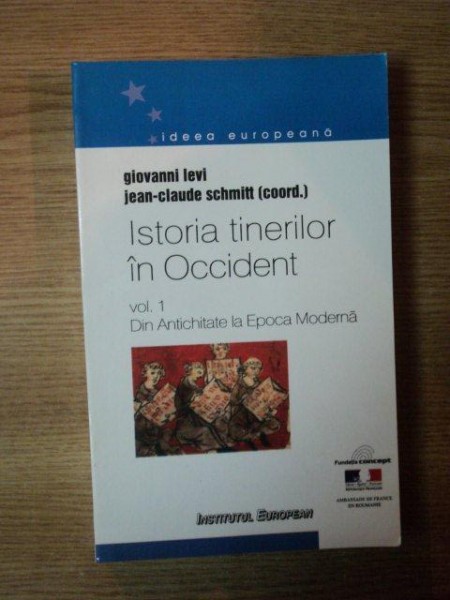 ideea europeană
giovanni levi
jean-claude schmitt (coord.)
Istoria tinerilor
în Occident
vol. 1
Din Antichitate la Epoca Modernă
Fundația concept
AMBASSADE DE FRANCE
EN ROUMANIE
INSTITUTUL EUROPEAN